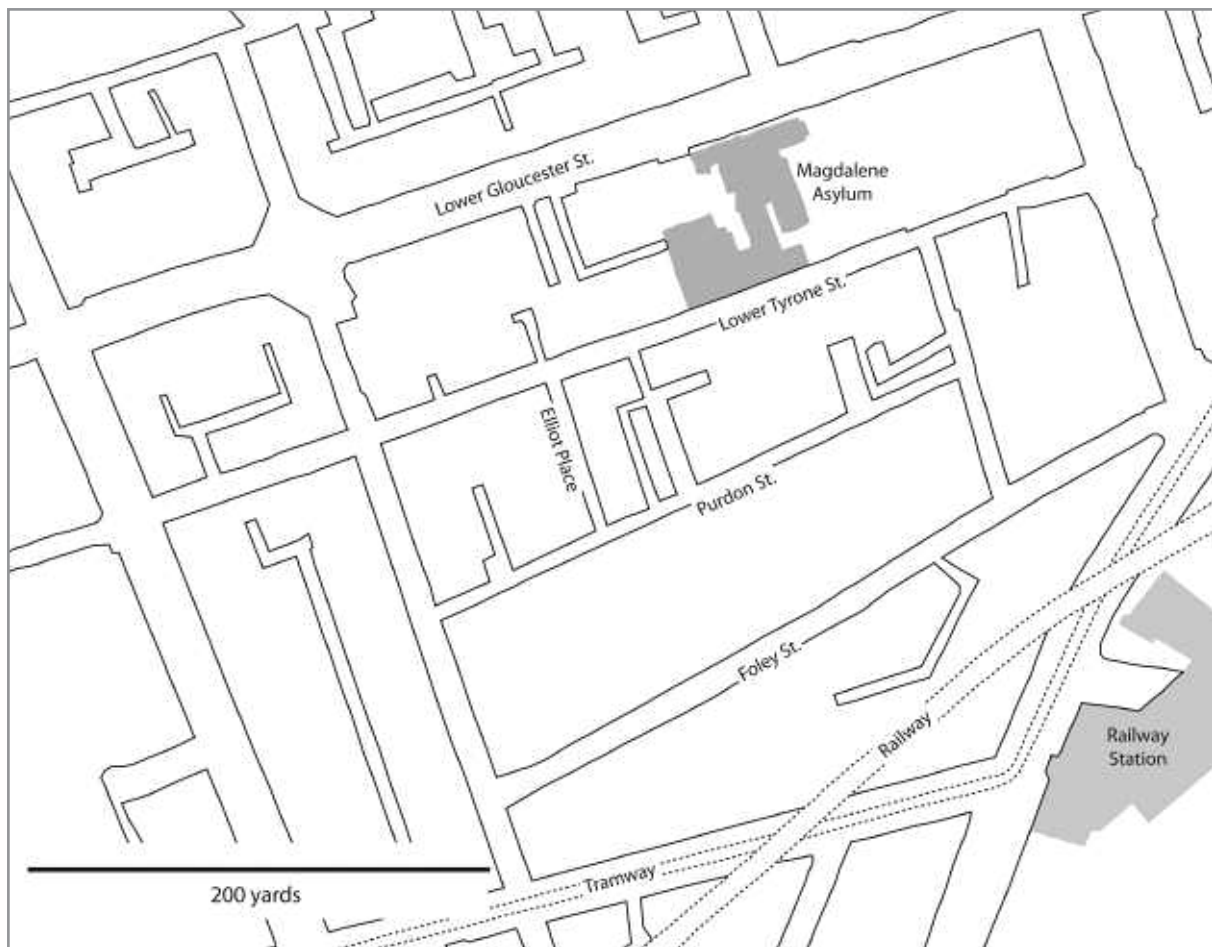 Magdalene
Asylum
Lower Gloucester St.
Lower Tyrone St.
Elliot Place
Purdon St.
Foley St.
Railway
Railway
Station
Tramway
200 yards